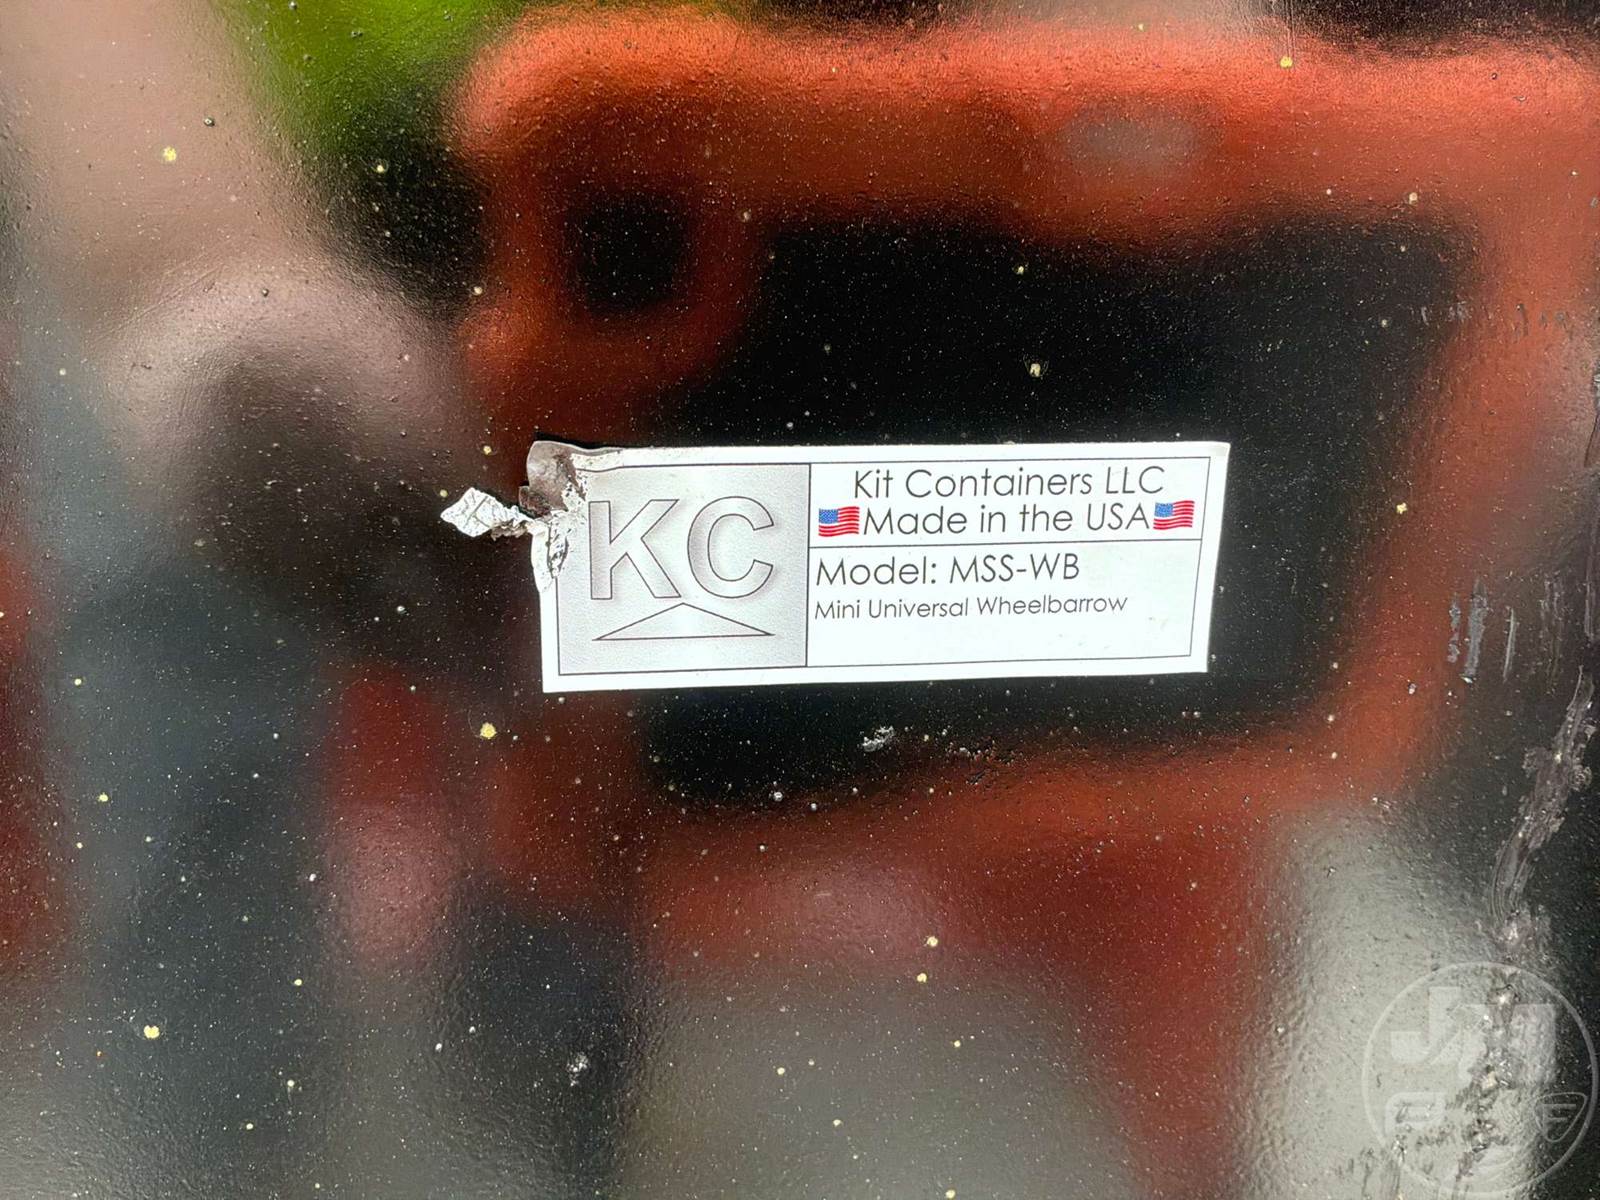 KC
Kit Containers LLC
Made in the USA
Model: MSS-WB
Mini Universal Wheelbarrow